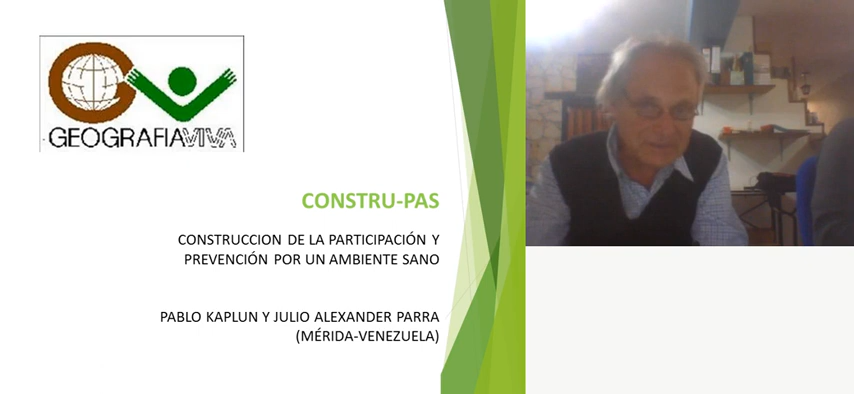 GEOGRAFIAVIVA
CONSTRU-PAS
CONSTRUCCION DE LA PARTICIPACIÓN Y
PREVENCIÓN POR UN AMBIENTE SANO
PABLO KAPLUN Y JULIO ALEXANDER PARRA
(MÉRIDA-VENEZUELA)